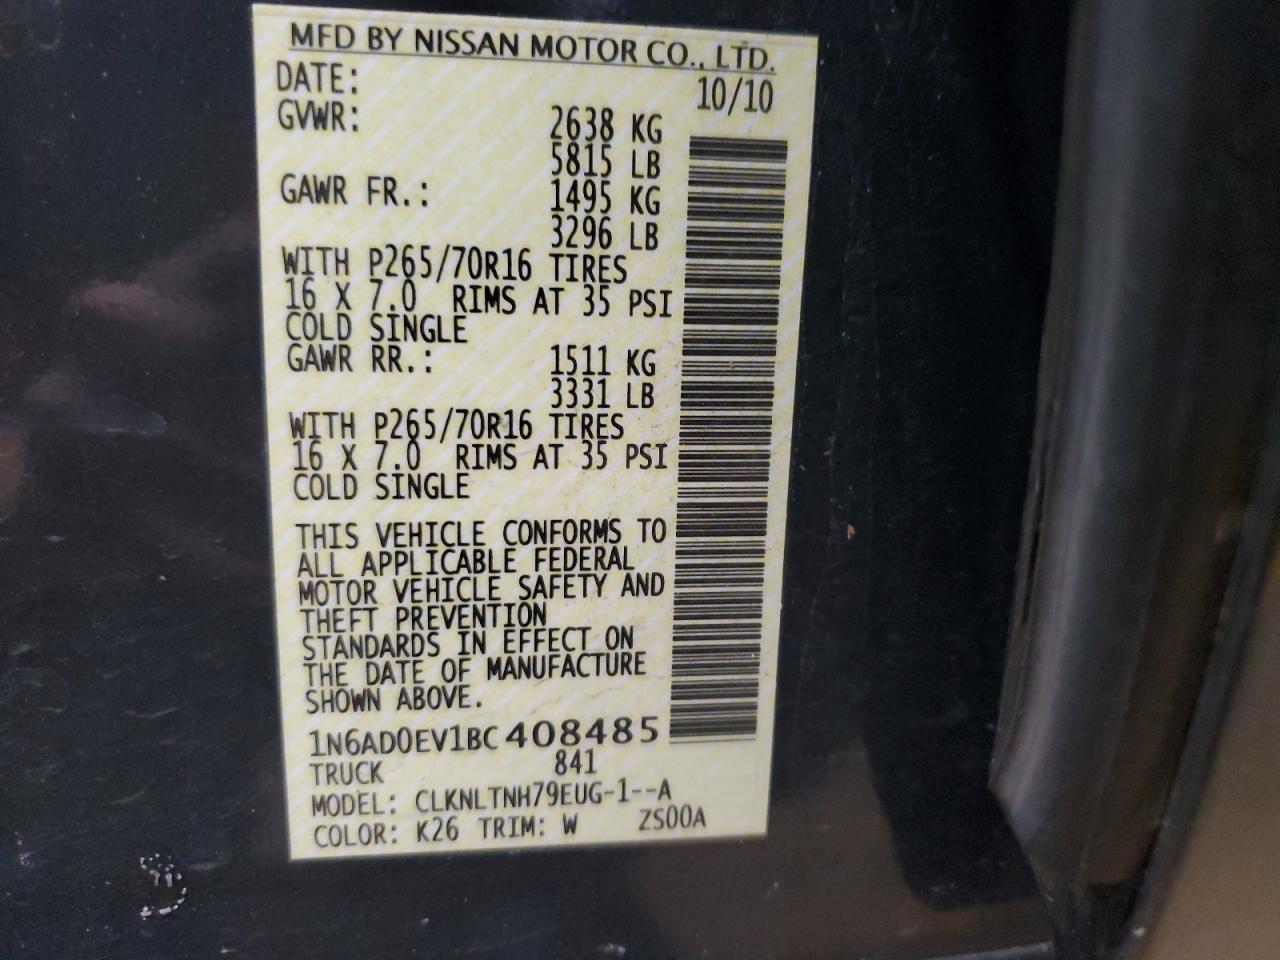 MFD BY NISSAN MOTOR CO., LTD.
DATE: 10/10
GVWR: 2638 KG
5815 LB
GAWR FR.: 1495 KG
3296 LB
WITH P265/70R16 TIRES
16 X 7.0 RIMS AT 35 PSI
COLD SINGLE
GAWR RR.: 1511 KG
3331 LB
WITH P265/70R16 TIRES
16 X 7.0 RIMS AT 35 PSI
COLD SINGLE
THIS VEHICLE CONFORMS TO
ALL APPLICABLE FEDERAL
MOTOR VEHICLE SAFETY AND
THEFT PREVENTION
STANDARDS IN EFFECT ON
THE DATE OF MANUFACTURE
SHOWN ABOVE.
1N6AD0EV1BC408485
TRUCK 841
MODEL: CLKNLTNH79EUG-1--A
COLOR: K26 TRIM: W ZS00A